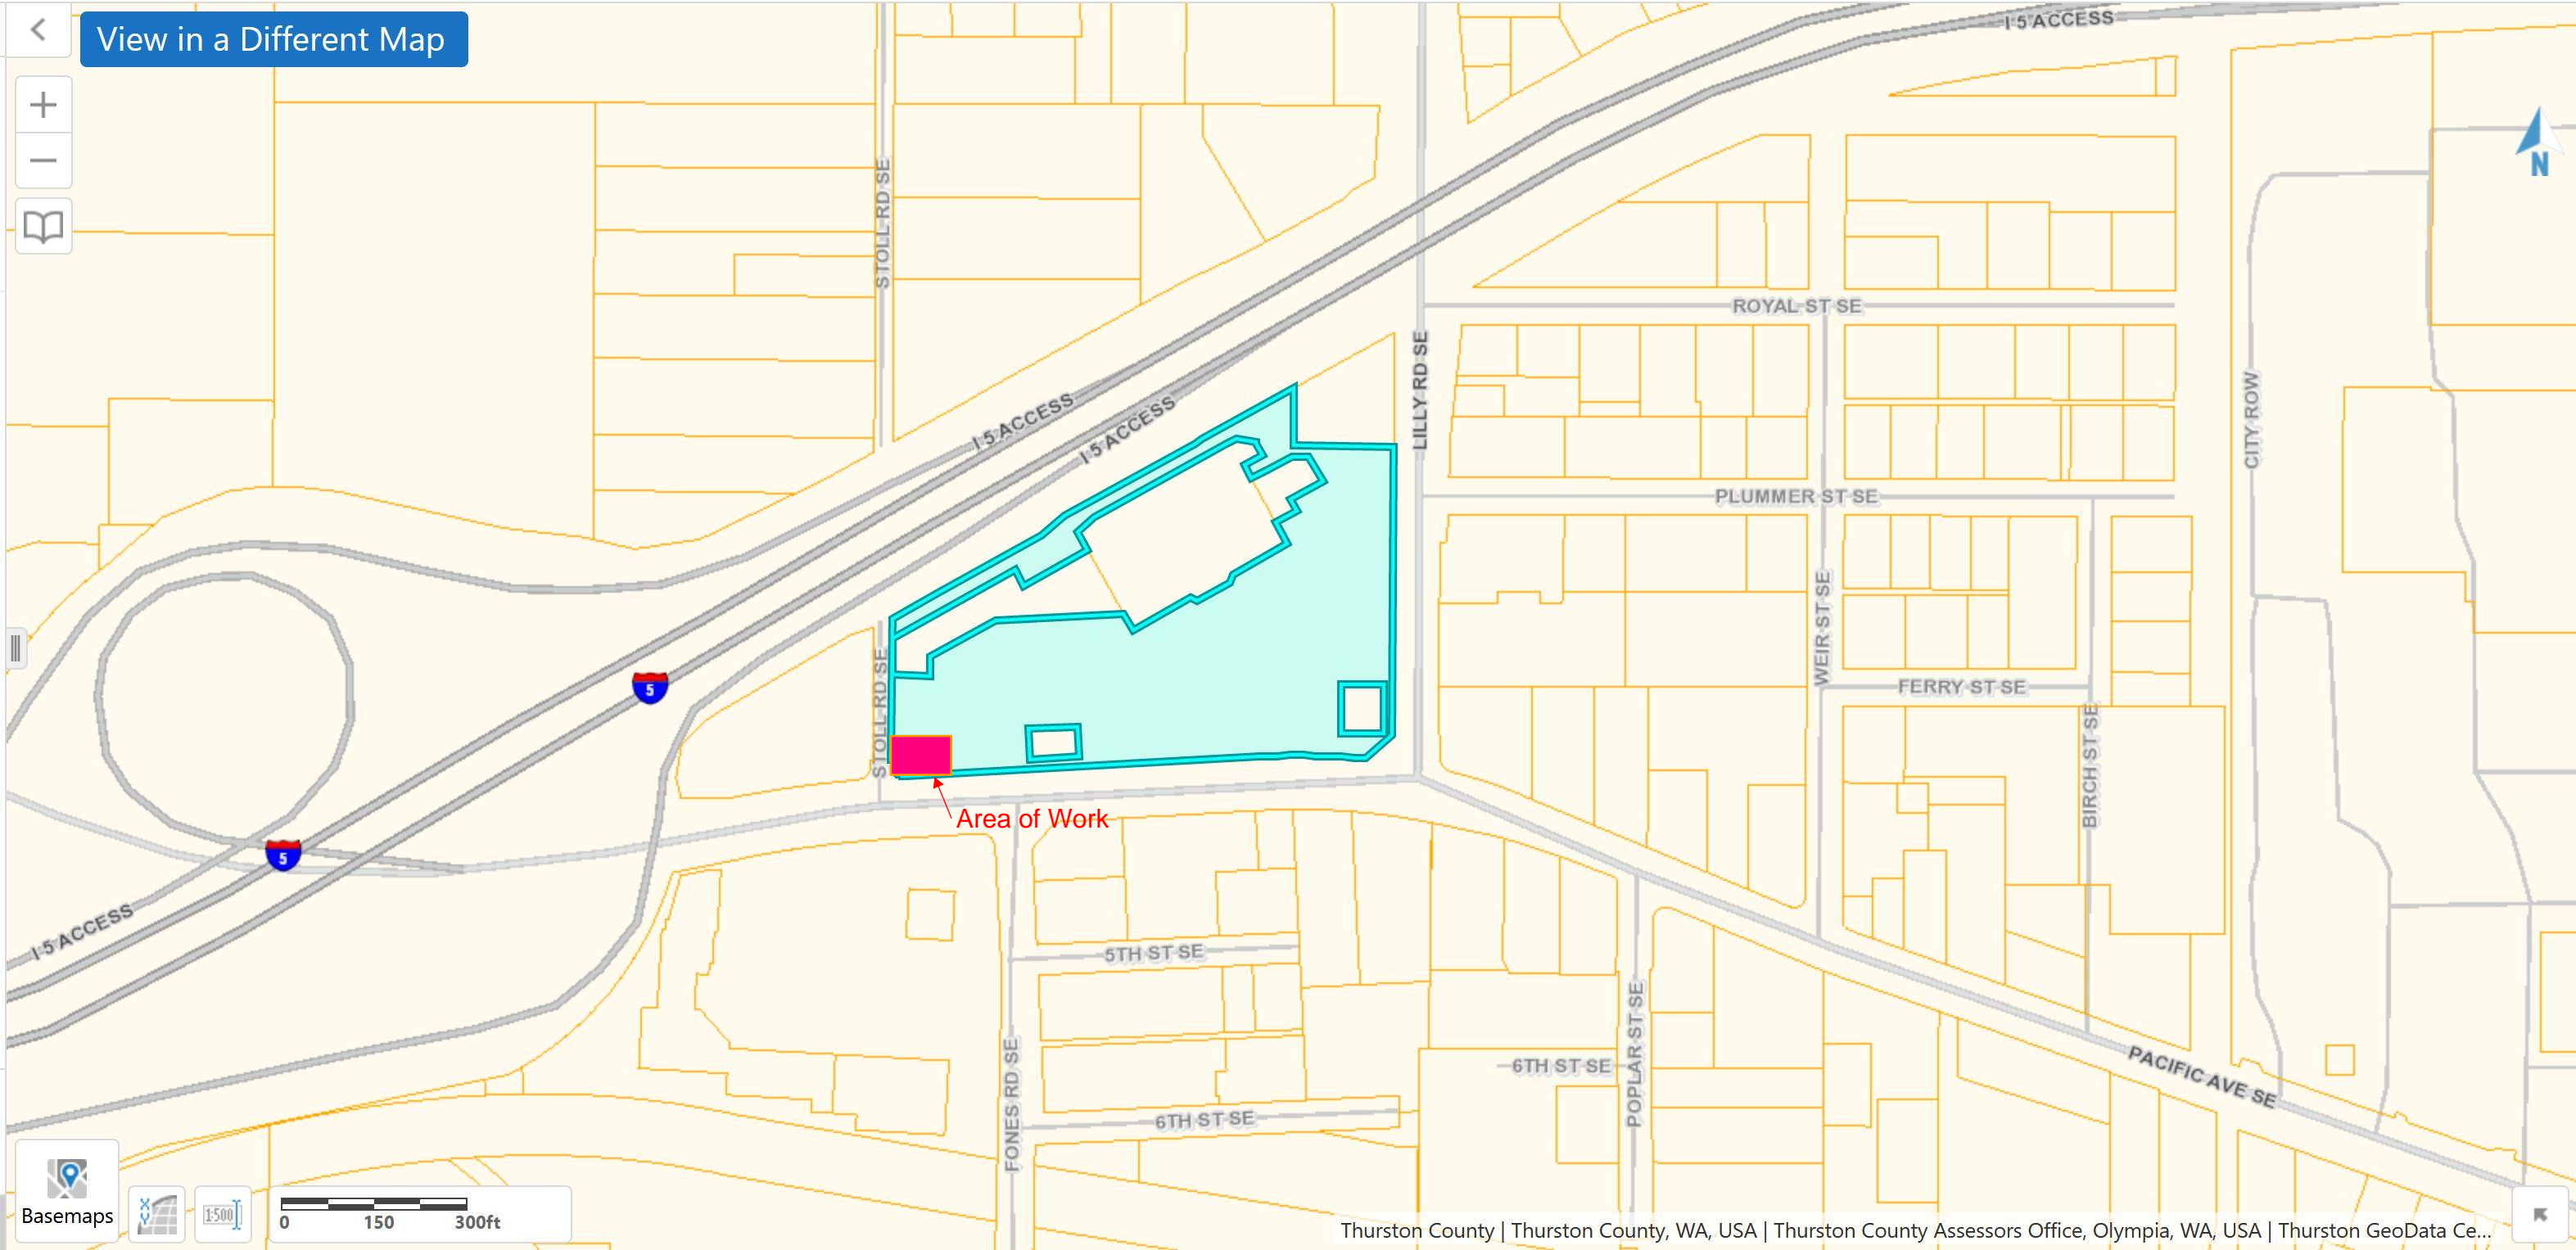 View in a Different Map
I 5 ACCESS
N
STOLL RD SE
ROYAL ST SE
LILLY RD SE
CITY ROW
I 5 ACCESS
I 5 ACCESS
PLUMMER ST SE
WEIR ST SE
STOLL RD SE
5
FERRY ST SE
BIRCH ST SE
Area of Work
5
I 5 ACCESS
5TH ST SE
POPLAR ST SE
6TH ST SE
FONES RD SE
PACIFIC AVE SE
6TH ST SE
Basemaps
X
Y
1:500
0 150 300ft
Thurston County | Thurston County, WA, USA | Thurston County Assessors Office, Olympia, WA, USA | Thurston GeoData Ce...